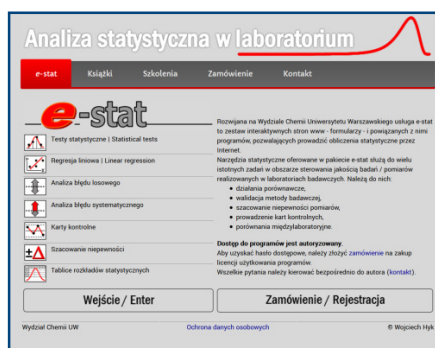 Analiza statystyczna w laboratorium
e-stat Książki Szkolenia Zamówienie Kontakt
e-stat
Testy statystyczne | Statistical tests
Regresja liniowa | Linear regression
Analiza błędu losowego
Analiza błędu systematycznego
Karty kontrolne
Szacowanie niepewności
Tablice rozkładów statystycznych
Rozwijana na Wydziale Chemii Uniwersytetu Warszawskiego usługa e-stat
to zestaw interaktywnych stron www - formularzy - i powiązanych z nimi
programów, pozwalających prowadzić obliczenia statystyczne przez
Internet.
Narzędzia statystyczne oferowane w pakiecie e-stat służą do wielu
istotnych zadań w obszarze sterowania jakością badań / pomiarów
realizowanych w laboratoriach badawczych. Należą do nich:
• działania porównawcze,
• walidacja metody badawczej,
• szacowanie niepewności pomiarów,
• prowadzenie kart kontrolnych,
• porównania międzylaboratoryjne.
Dostęp do programów jest autoryzowany.
Aby uzyskać hasło dostępowe, należy złożyć zamówienie na zakup
licencji użytkowania programów.
Wszelkie pytania należy kierować bezpośrednio do autora (kontakt).
Wejście / Enter
Zamówienie / Rejestracja
Wydział Chemii UW Ochrona danych osobowych © Wojciech Hyk